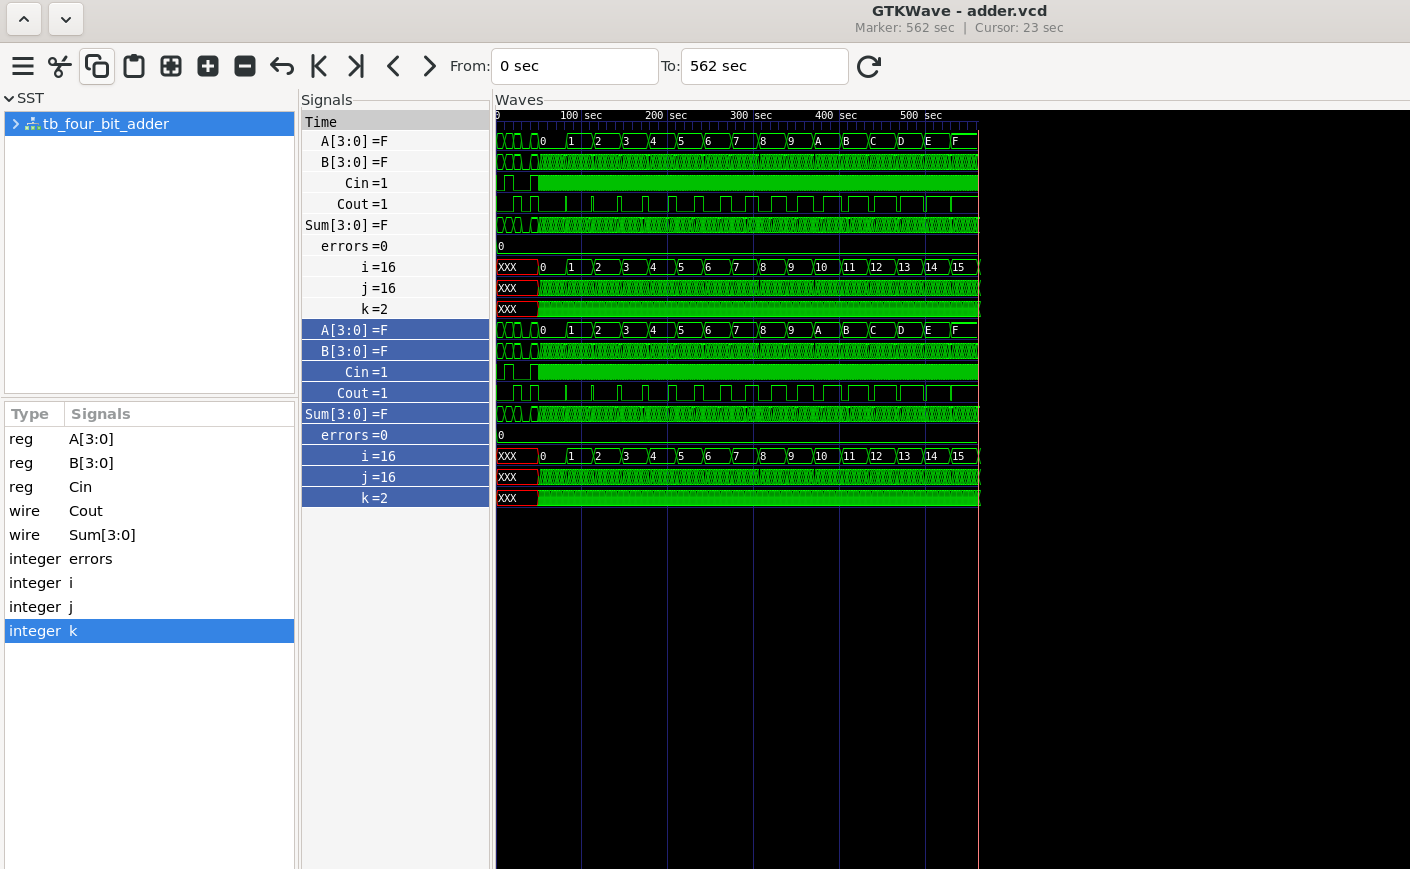 GTKWave - adder.vcd
Marker: 562 sec | Cursor: 23 sec
From: 0 sec To: 562 sec
SST
tb_four_bit_adder
Type Signals
reg A[3:0]
reg B[3:0]
reg Cin
wire Cout
wire Sum[3:0]
integer errors
integer i
integer j
integer k
Signals
Time
A[3:0]=F
B[3:0]=F
Cin=1
Cout=1
Sum[3:0]=F
errors=0
i=16
j=16
k=2
A[3:0]=F
B[3:0]=F
Cin=1
Cout=1
Sum[3:0]=F
errors=0
i=16
j=16
k=2
Waves
0 100 sec 200 sec 300 sec 400 sec 500 sec
0 1 2 3 4 5 6 7 8 9 A B C D E F
0
XXX 0 1 2 3 4 5 6 7 8 9 10 11 12 13 14 15
XXX
XXX
0 1 2 3 4 5 6 7 8 9 A B C D E F
0
XXX 0 1 2 3 4 5 6 7 8 9 10 11 12 13 14 15
XXX
XXX